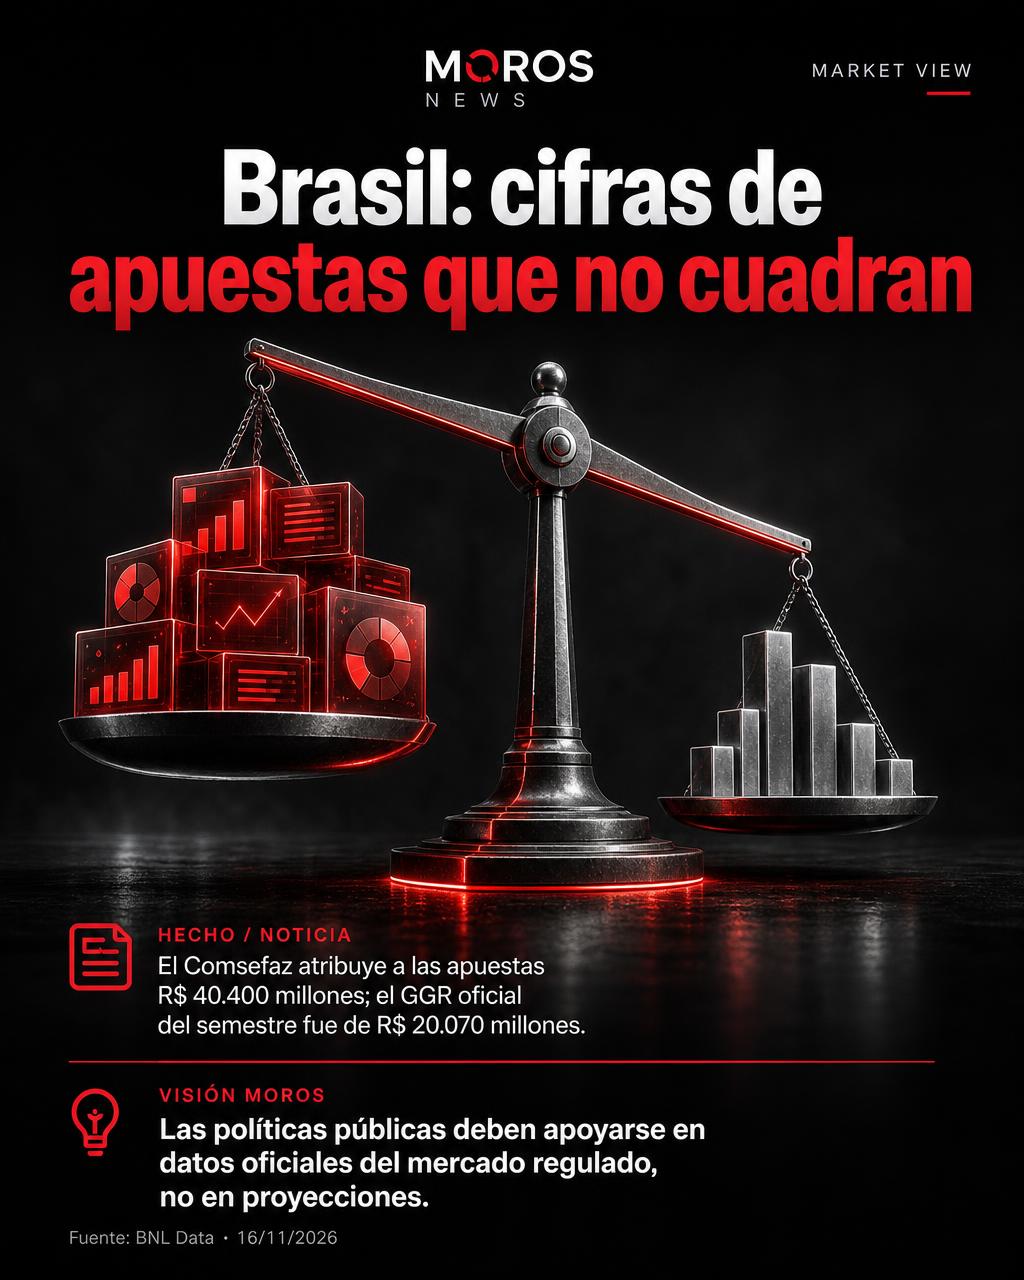 MOROS
NEWS
MARKET VIEW
Brasil: cifras de
apuestas que no cuadran
HECHO / NOTICIA
El Comsefaz atribuye a las apuestas
R$ 40.400 millones; el GGR oficial
del semestre fue de R$ 20.070 millones.
VISIÓN MOROS
Las políticas públicas deben apoyarse en
datos oficiales del mercado regulado,
no en proyecciones.
Fuente: BNL Data • 16/11/2026